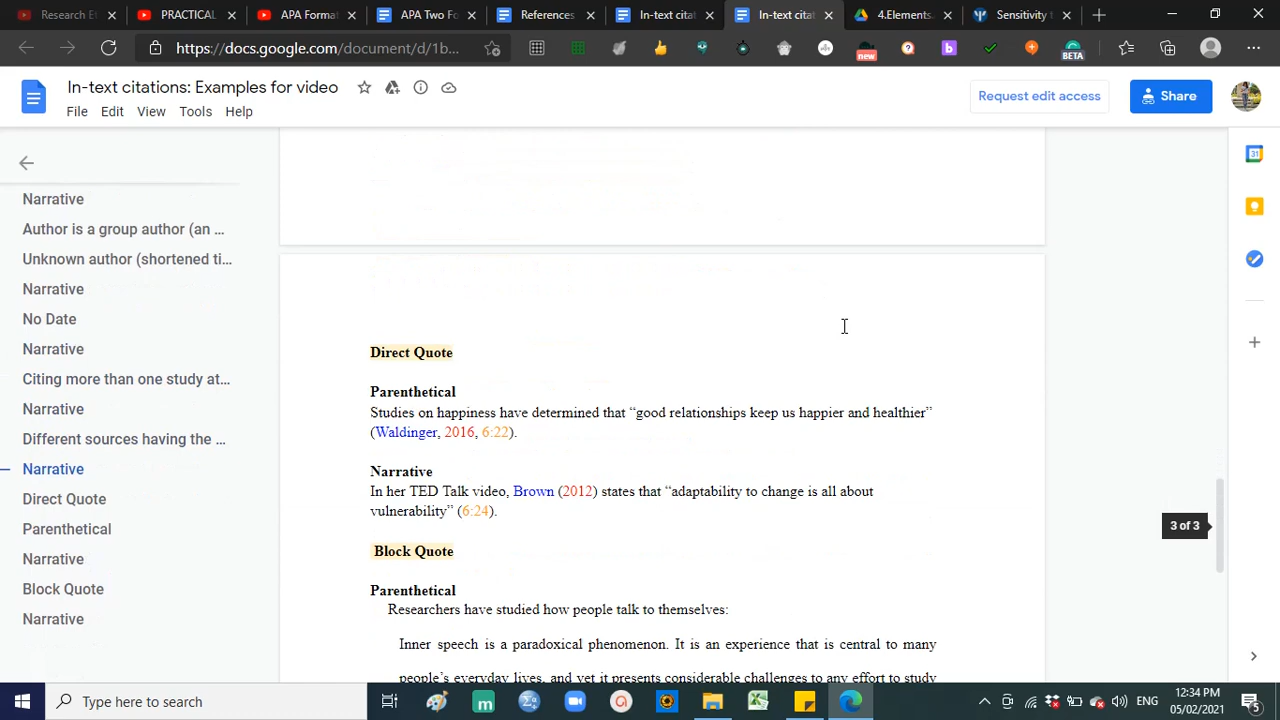 Research E
PRACTICAL
APA Format
APA Two Fo
References
In-text citat
In-text citat
4.Elements.
Sensitivity
https://docs.google.com/document/d/1b...
new
BETA
In-text citations: Examples for video
File Edit View Tools Help
Request edit access
Share
Narrative
Author is a group author (an ...
Unknown author (shortened ti...
Narrative
No Date
Narrative
Citing more than one study at...
Narrative
Different sources having the ...
Narrative
Direct Quote
Parenthetical
Narrative
Block Quote
Narrative
Direct Quote
Parenthetical
Studies on happiness have determined that “good relationships keep us happier and healthier”
(Waldinger, 2016, 6:22).
Narrative
In her TED Talk video, Brown (2012) states that “adaptability to change is all about
vulnerability” (6:24).
Block Quote
Parenthetical
Researchers have studied how people talk to themselves:
Inner speech is a paradoxical phenomenon. It is an experience that is central to many
people’s everyday lives, and yet it presents considerable challenges to any effort to study
3 of 3
Type here to search
ENG
12:34 PM
05/02/2021
5